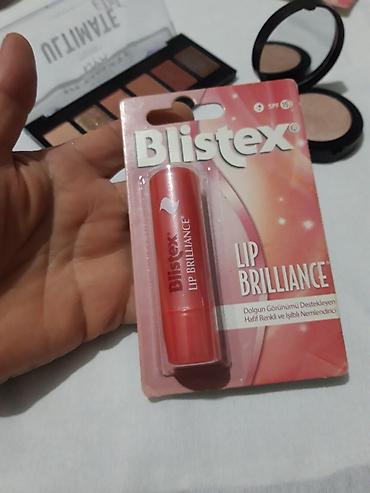 ULTIMATE
SPF 15
Blistex®
LIP
BRILLIANCE
Dolgun Görünümü Destekleyen
Hafif Renkli ve Işıltılı Nemlendirici
Blistex®
LIP BRILLIANCE®